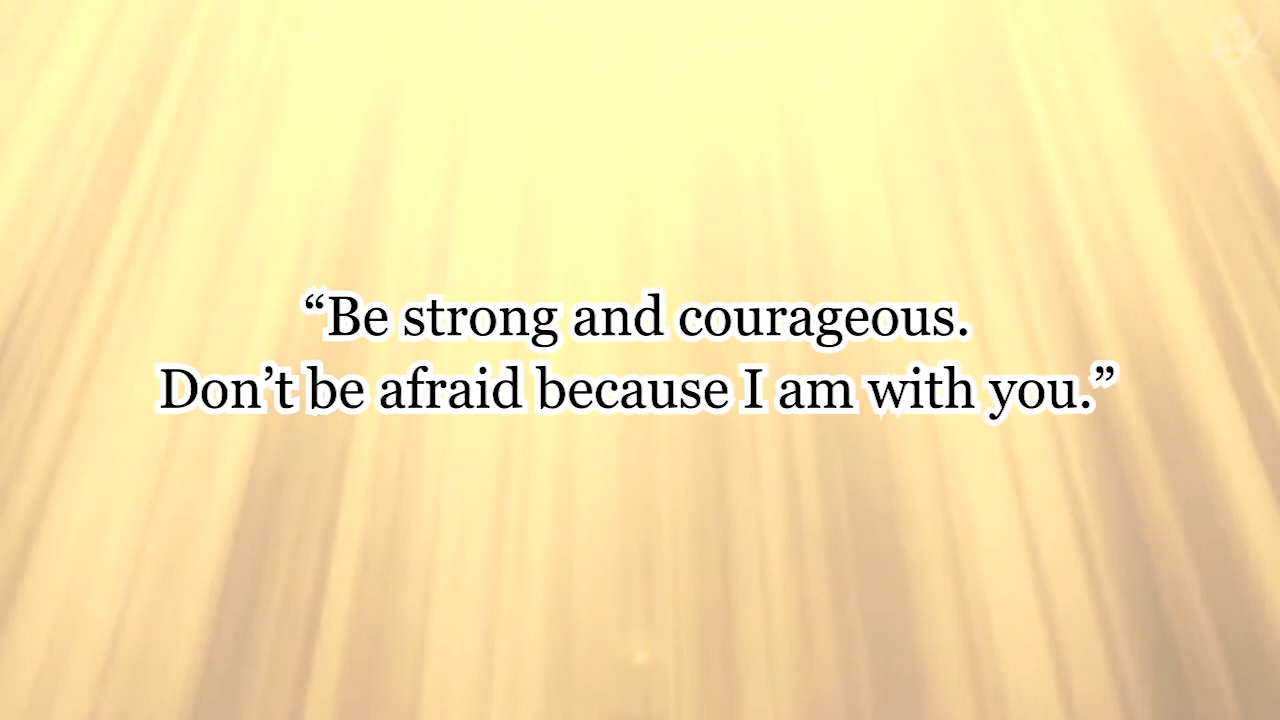 “Be strong and courageous.
Don’t be afraid because I am with you.”